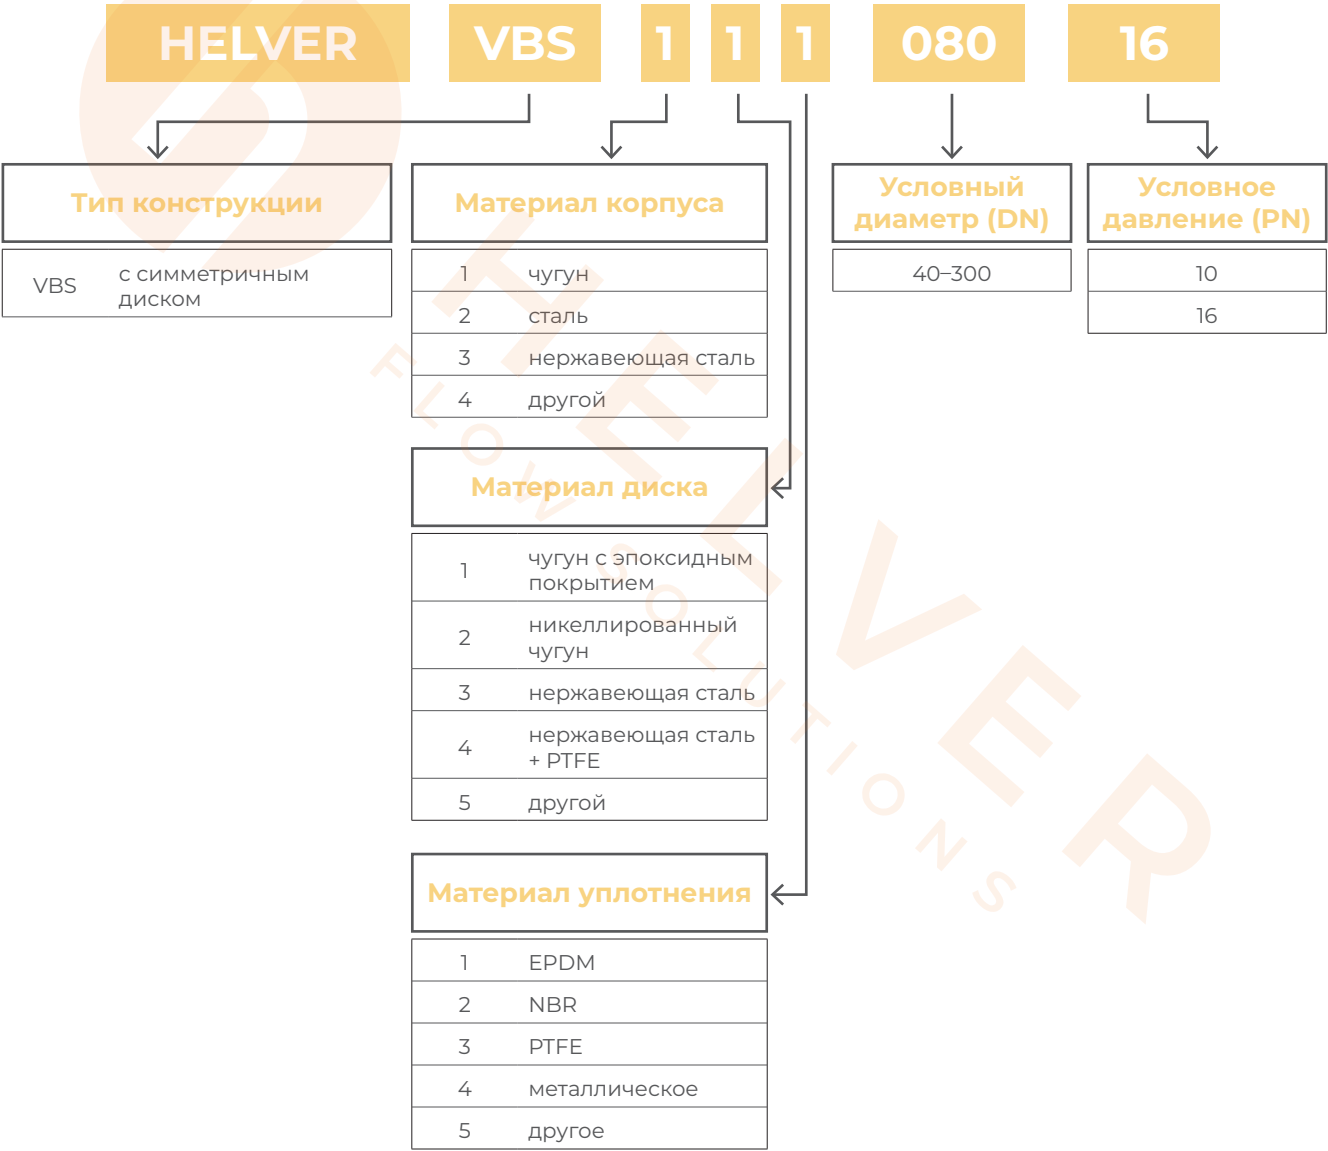 HELVER VBS 1 1 1 080 16
Тип конструкции
VBS с симметричным
диском
Материал корпуса
1 чугун
2 сталь
3 нержавеющая сталь
4 другой
Материал диска
1 чугун с эпоксидным
покрытием
2 никеллированный
чугун
3 нержавеющая сталь
4 нержавеющая сталь
+ PTFE
5 другой
Материал уплотнения
1 EPDM
2 NBR
3 PTFE
4 металлическое
5 другое
Условный
диаметр (DN)
40–300
Условное
давление (PN)
10
16
HELVER
FLOW SOLUTIONS